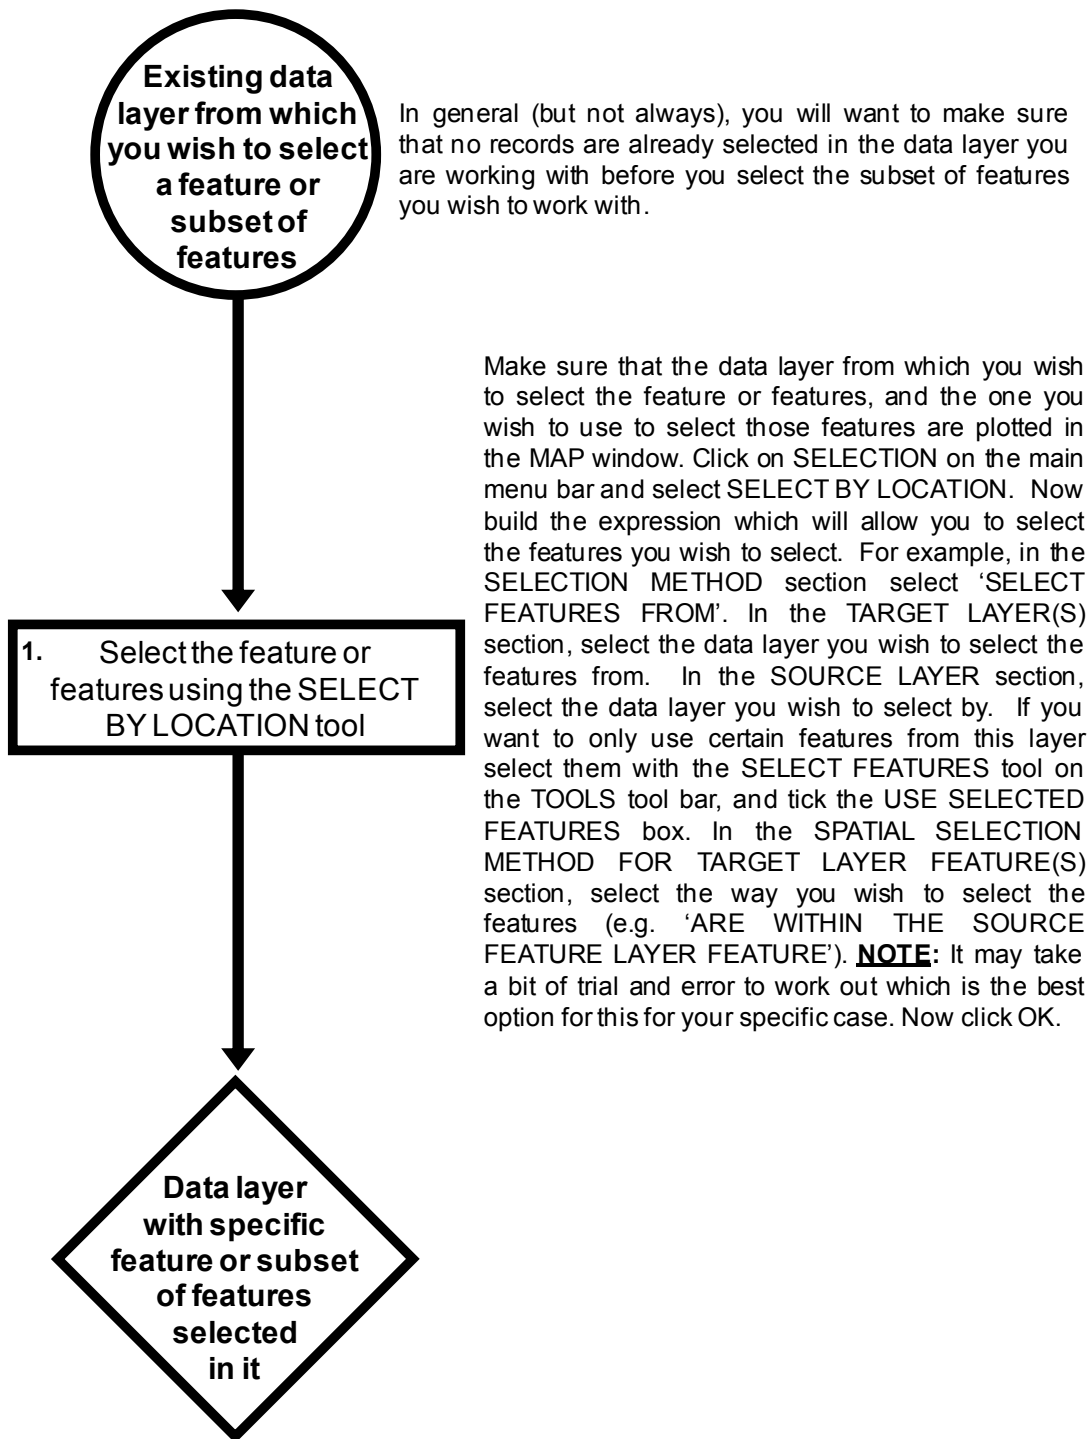 Existing data
layer from which
you wish to select
a feature or
subset of
features
In general (but not always), you will want to make sure
that no records are already selected in the data layer you
are working with before you select the subset of features
you wish to work with.
Make sure that the data layer from which you wish
to select the feature or features, and the one you
wish to use to select those features are plotted in
the MAP window. Click on SELECTION on the main
menu bar and select SELECT BY LOCATION. Now
build the expression which will allow you to select
the features you wish to select. For example, in the
SELECTION METHOD section select ‘SELECT
FEATURES FROM’. In the TARGET LAYER(S)
section, select the data layer you wish to select the
features from. In the SOURCE LAYER section,
select the data layer you wish to select by. If you
want to only use certain features from this layer
select them with the SELECT FEATURES tool on
the TOOLS tool bar, and tick the USE SELECTED
FEATURES box. In the SPATIAL SELECTION
METHOD FOR TARGET LAYER FEATURE(S)
section, select the way you wish to select the
features (e.g. ‘ARE WITHIN THE SOURCE
FEATURE LAYER FEATURE’). NOTE: It may take
a bit of trial and error to work out which is the best
option for this for your specific case. Now click OK.
1. Select the feature or
features using the SELECT
BY LOCATION tool
Data layer
with specific
feature or subset
of features
selected
in it